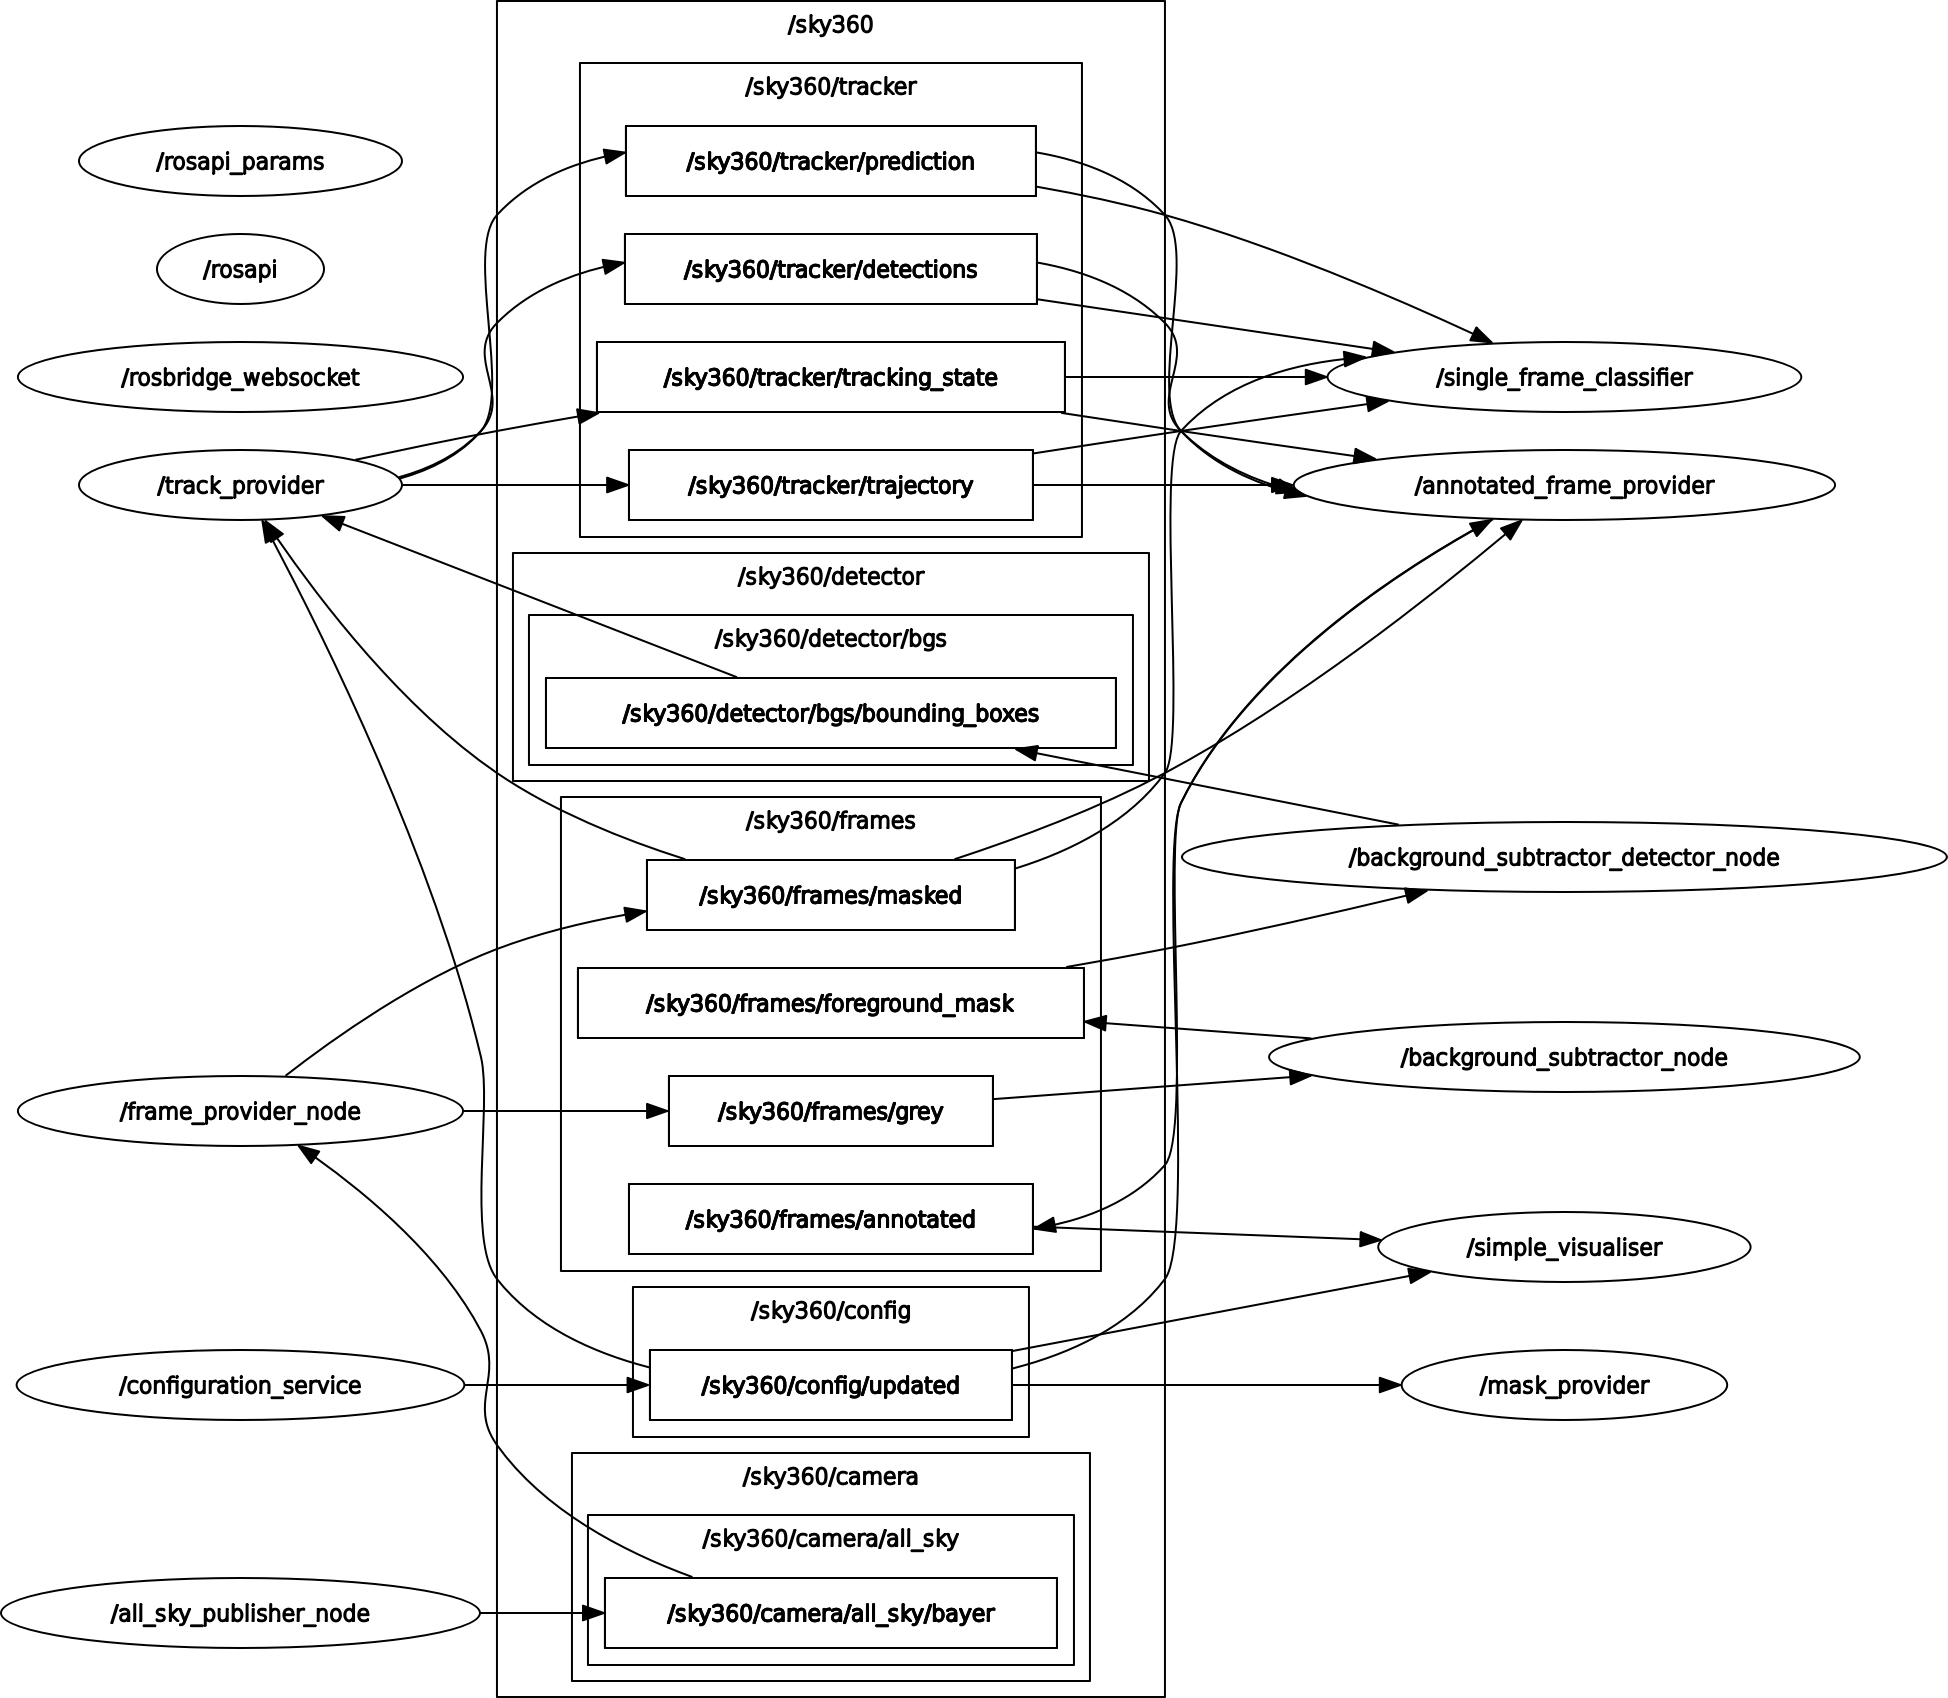 /sky360
/sky360/tracker
/rosapi_params
/sky360/tracker/prediction
/rosapi
/sky360/tracker/detections
/rosbridge_websocket
/sky360/tracker/tracking_state
/single_frame_classifier
/track_provider
/sky360/tracker/trajectory
/annotated_frame_provider
/sky360/detector
/sky360/detector/bgs
/sky360/detector/bgs/bounding_boxes
/sky360/frames
/background_subtractor_detector_node
/sky360/frames/masked
/sky360/frames/foreground_mask
/background_subtractor_node
/frame_provider_node
/sky360/frames/grey
/sky360/frames/annotated
/simple_visualiser
/sky360/config
/configuration_service
/sky360/config/updated
/mask_provider
/sky360/camera
/sky360/camera/all_sky
/all_sky_publisher_node
/sky360/camera/all_sky/bayer